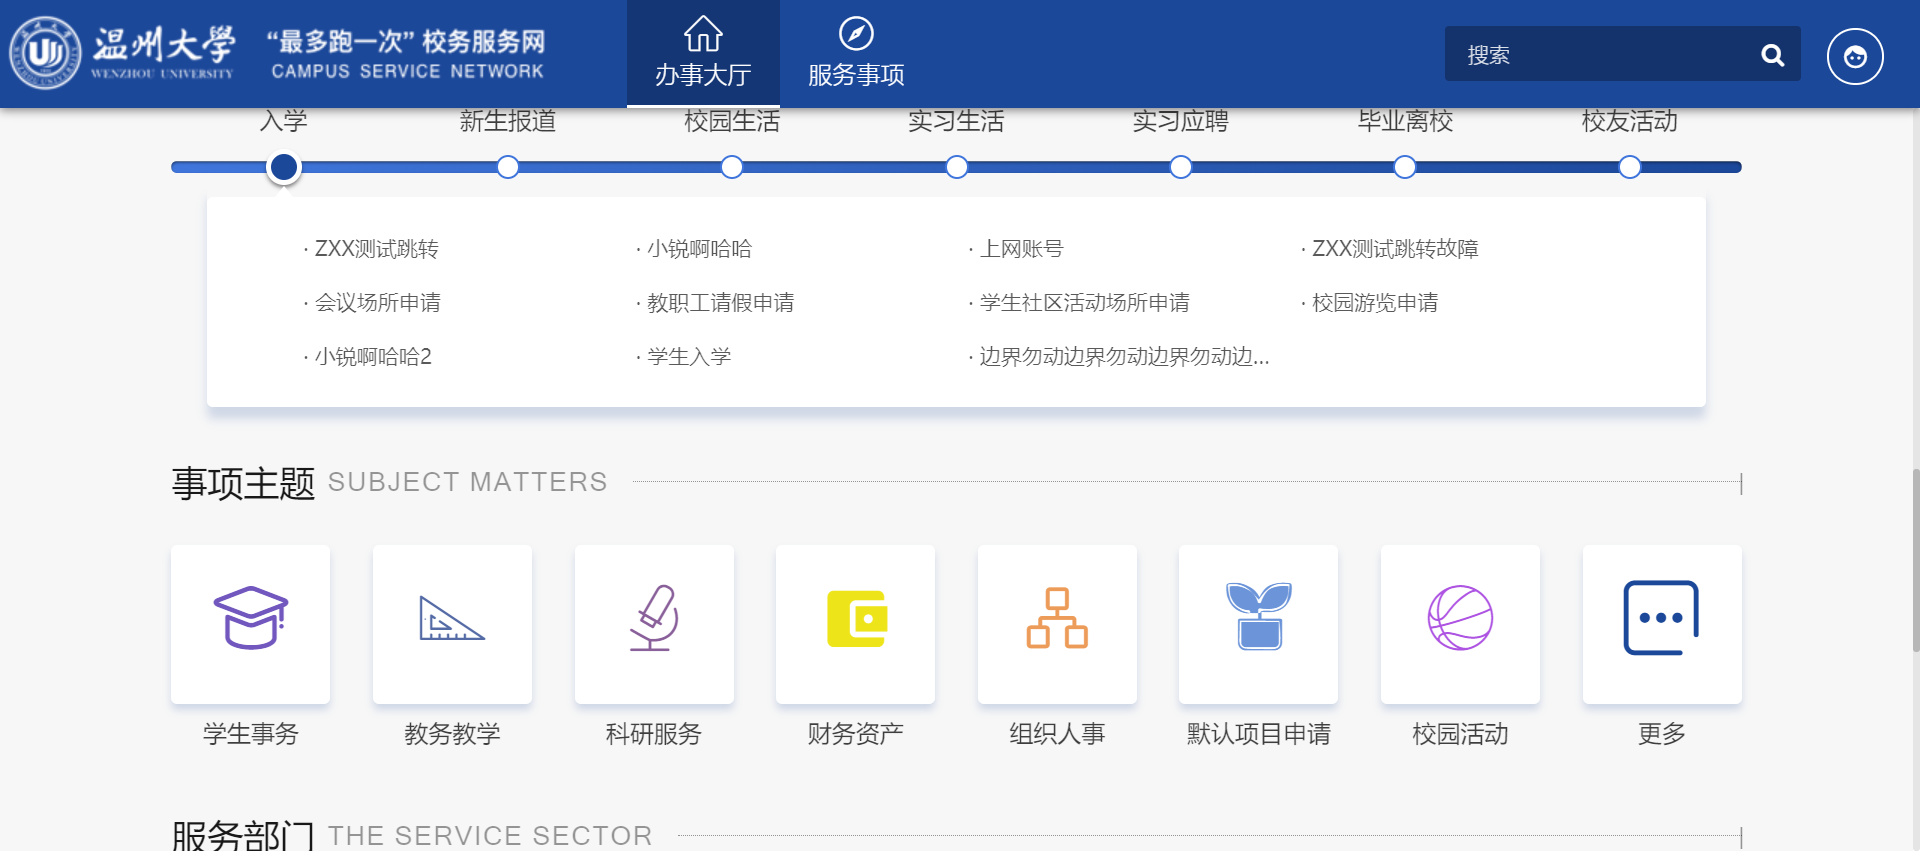 温州大学
WENZHOU UNIVERSITY
“最多跑一次” 校务服务网
CAMPUS SERVICE NETWORK
办事大厅
服务事项
搜索
入学
新生报道
校园生活
实习生活
实习应聘
毕业离校
校友活动
· ZXX测试跳转
· 小锐啊哈哈
· 上网账号
· ZXX测试跳转故障
· 会议场所申请
· 教职工请假申请
· 学生社区活动场所申请
· 校园游览申请
· 小锐啊哈哈2
· 学生入学
· 边界勿动边界勿动边界勿动边...
事项主题 SUBJECT MATTERS
学生事务
教务教学
科研服务
财务资产
组织人事
默认项目申请
校园活动
更多
服务部门 THE SERVICE SECTOR